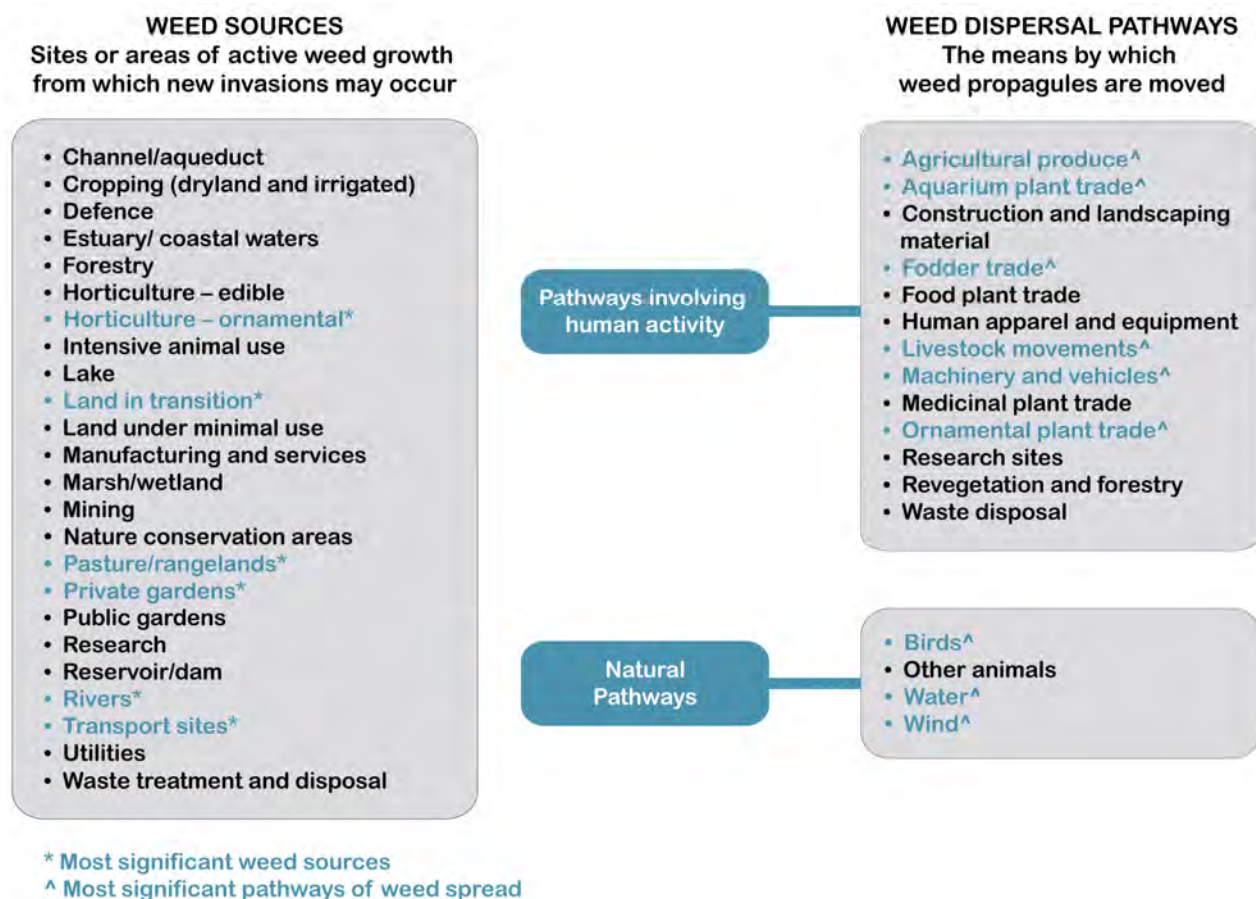 WEED SOURCES
Sites or areas of active weed growth
from which new invasions may occur
• Channel/aqueduct
• Cropping (dryland and irrigated)
• Defence
• Estuary/ coastal waters
• Forestry
• Horticulture – edible
• Horticulture – ornamental*
• Intensive animal use
• Lake
• Land in transition*
• Land under minimal use
• Manufacturing and services
• Marsh/wetland
• Mining
• Nature conservation areas
• Pasture/rangelands*
• Private gardens*
• Public gardens
• Research
• Reservoir/dam
• Rivers*
• Transport sites*
• Utilities
• Waste treatment and disposal
Pathways involving
human activity
Natural
Pathways
WEED DISPERSAL PATHWAYS
The means by which
weed propagules are moved
• Agricultural produce^
• Aquarium plant trade^
• Construction and landscaping
material
• Fodder trade^
• Food plant trade
• Human apparel and equipment
• Livestock movements^
• Machinery and vehicles^
• Medicinal plant trade
• Ornamental plant trade^
• Research sites
• Revegetation and forestry
• Waste disposal
• Birds^
• Other animals
• Water^
• Wind^
* Most significant weed sources
^ Most significant pathways of weed spread